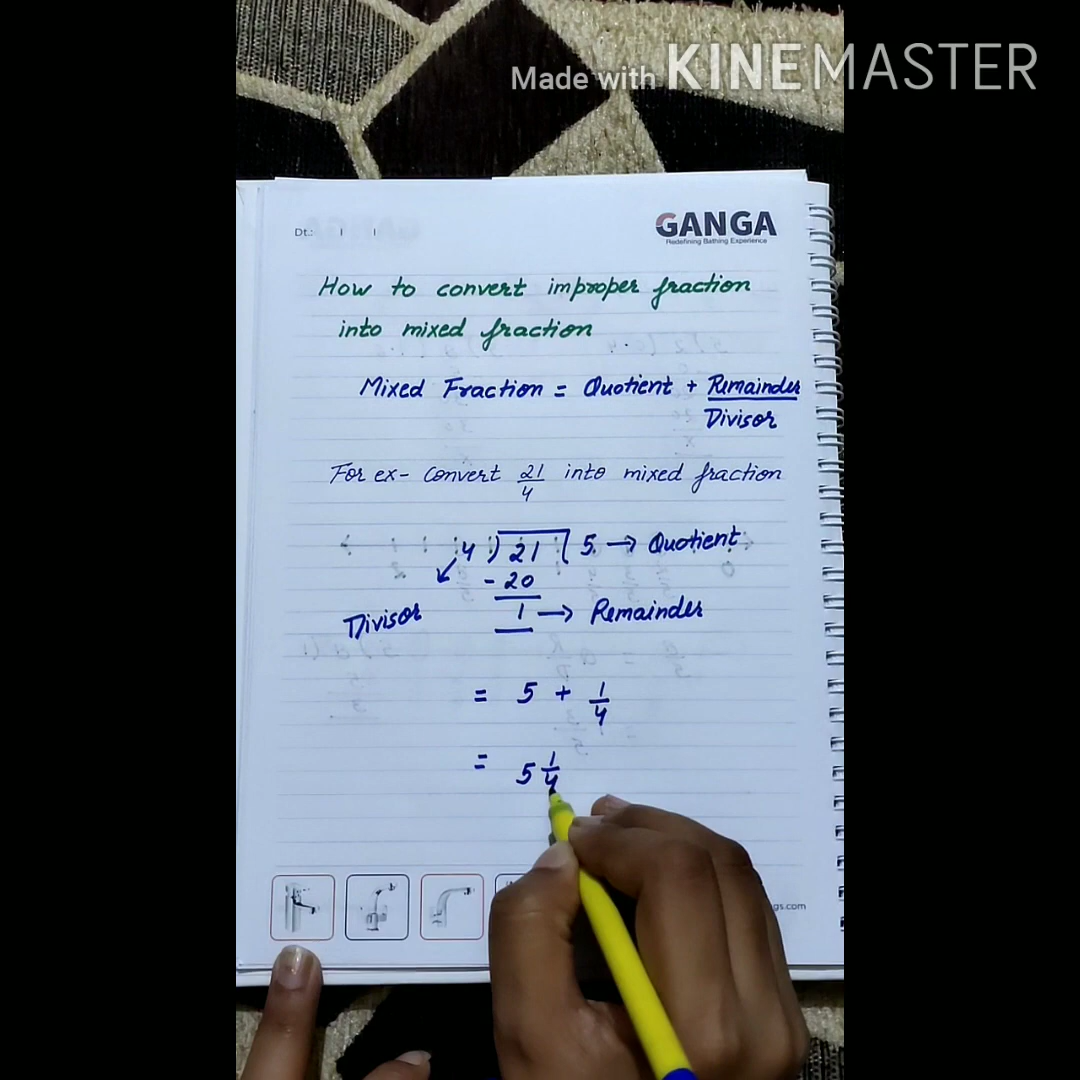 Made with KINEMASTER
GANGA
Redefining Bathing Experience
Dt.:
How to convert improper fraction
into mixed fraction
Mixed Fraction = Quotient + Remainder
Divisor
For ex- Convert 21/4 into mixed fraction
4 ) 21 ( 5 → Quotient
- 20
Divisor 1 → Remainder
= 5 + 1/4
= 5 1/4
gs.com